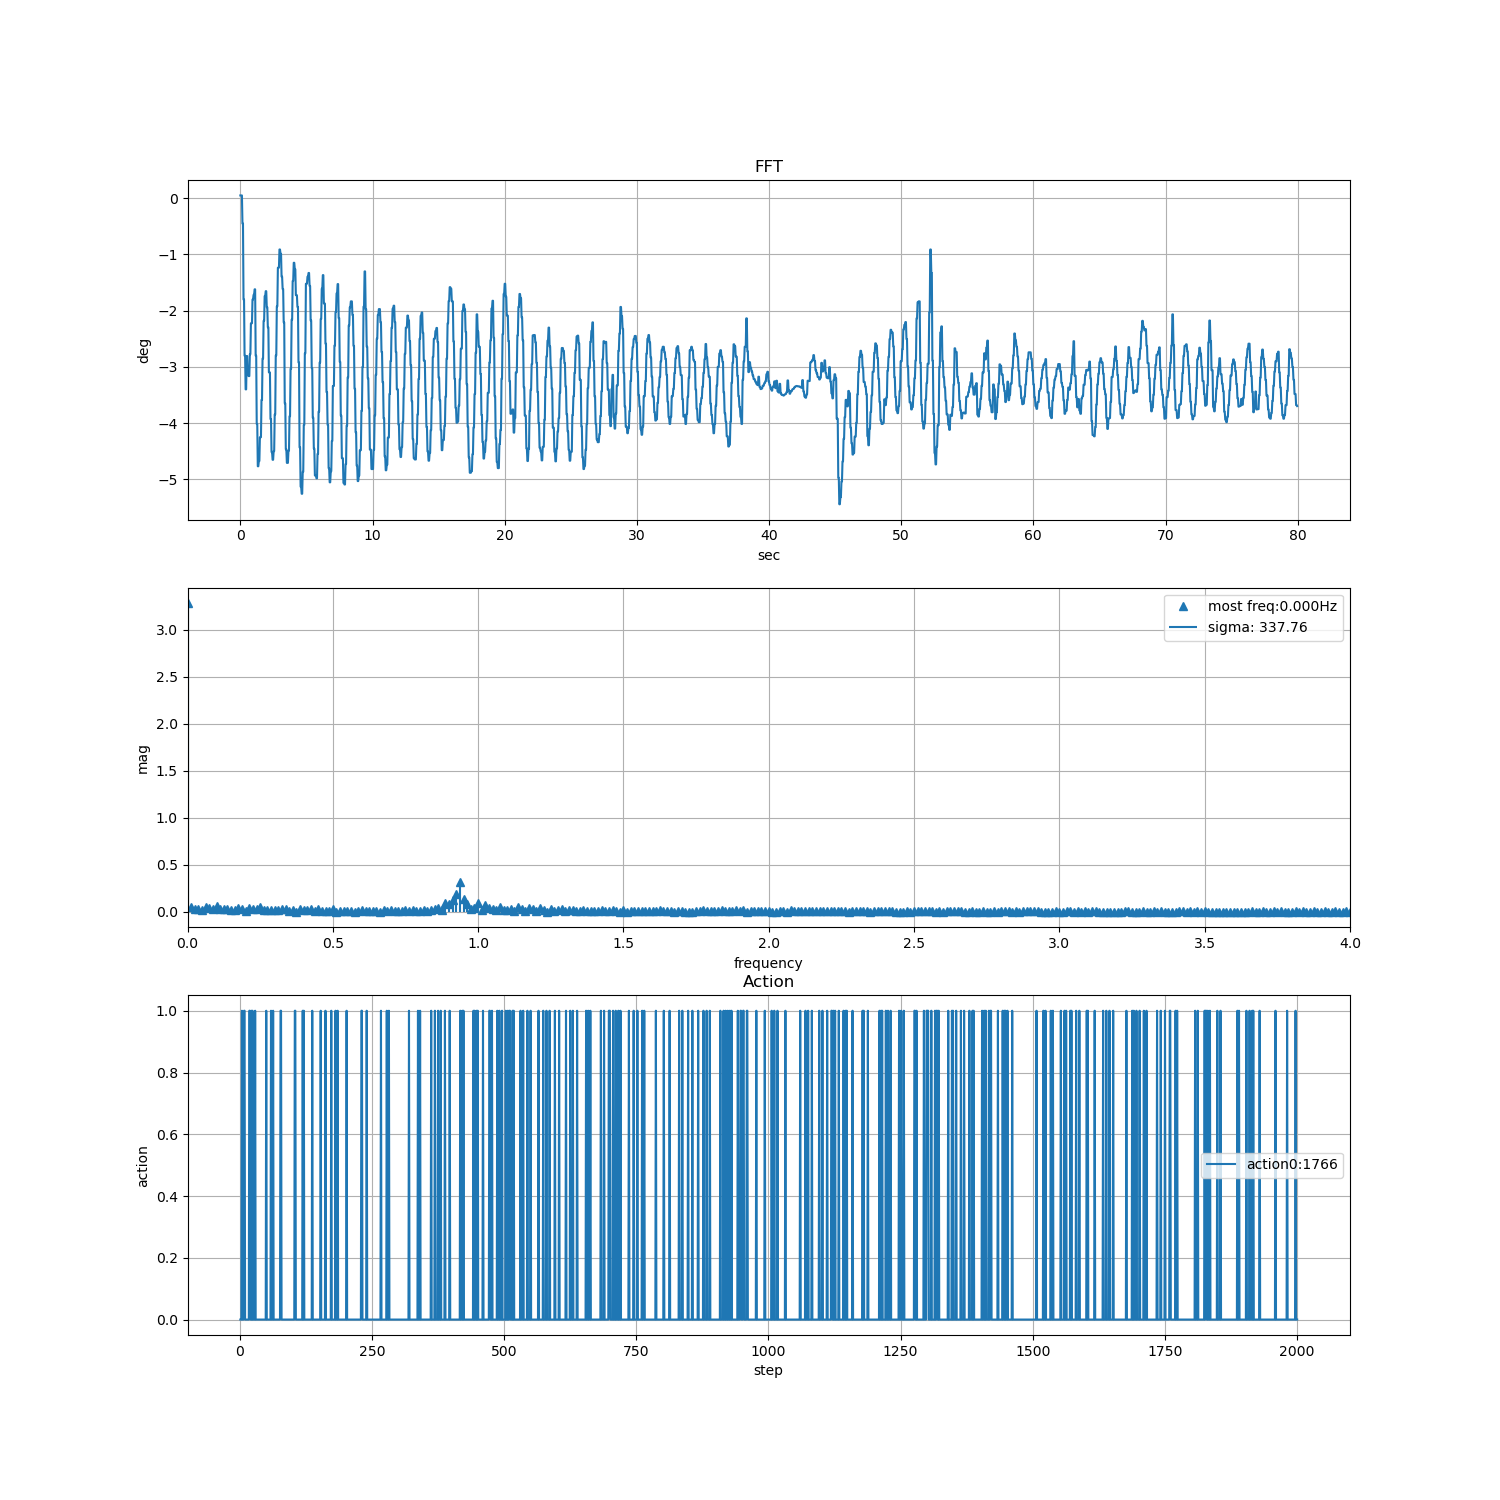 FFT
0
−1
−2
−3
−4
−5
deg
0 10 20 30 40 50 60 70 80
sec
most freq:0.000Hz
sigma: 337.76
3.0
2.5
2.0
1.5
1.0
0.5
0.0
mag
0.0 0.5 1.0 1.5 2.0 2.5 3.0 3.5 4.0
frequency
Action
1.0
0.8
0.6
0.4
0.2
0.0
action
action0:1766
0 250 500 750 1000 1250 1500 1750 2000
step